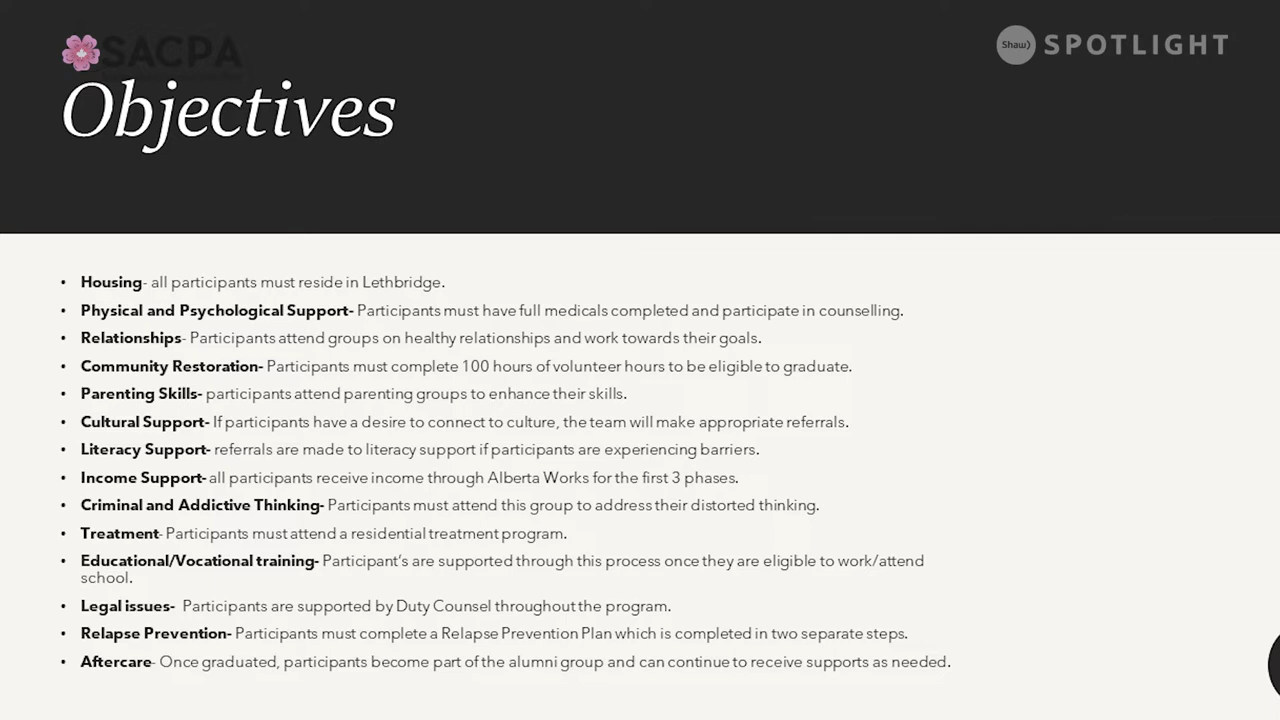 SACPA
Shaw) SPOTLIGHT
Objectives
• Housing- all participants must reside in Lethbridge.
• Physical and Psychological Support- Participants must have full medicals completed and participate in counselling.
• Relationships- Participants attend groups on healthy relationships and work towards their goals.
• Community Restoration- Participants must complete 100 hours of volunteer hours to be eligible to graduate.
• Parenting Skills- participants attend parenting groups to enhance their skills.
• Cultural Support- If participants have a desire to connect to culture, the team will make appropriate referrals.
• Literacy Support- referrals are made to literacy support if participants are experiencing barriers.
• Income Support- all participants receive income through Alberta Works for the first 3 phases.
• Criminal and Addictive Thinking- Participants must attend this group to address their distorted thinking.
• Treatment- Participants must attend a residential treatment program.
• Educational/Vocational training- Participant's are supported through this process once they are eligible to work/attend
school.
• Legal issues- Participants are supported by Duty Counsel throughout the program.
• Relapse Prevention- Participants must complete a Relapse Prevention Plan which is completed in two separate steps.
• Aftercare- Once graduated, participants become part of the alumni group and can continue to receive supports as needed.